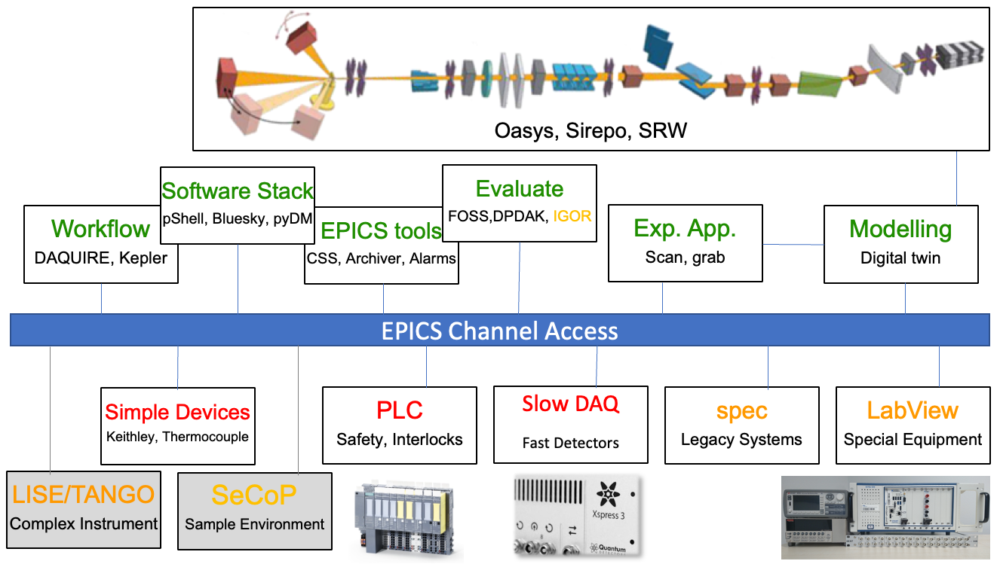 Oasys, Sirepo, SRW
Software Stack
pShell, Bluesky, pyDM
Evaluate
FOSS,DPDAK, IGOR
Workflow
DAQUIRE, Kepler
EPICS tools
CSS, Archiver, Alarms
Exp. App.
Scan, grab
Modelling
Digital twin
EPICS Channel Access
Simple Devices
Keithley, Thermocouple
PLC
Safety, Interlocks
Slow DAQ
Fast Detectors
spec
Legacy Systems
LabView
Special Equipment
LISE/TANGO
Complex Instrument
SeCoP
Sample Environment
Xspress 3
Quantum